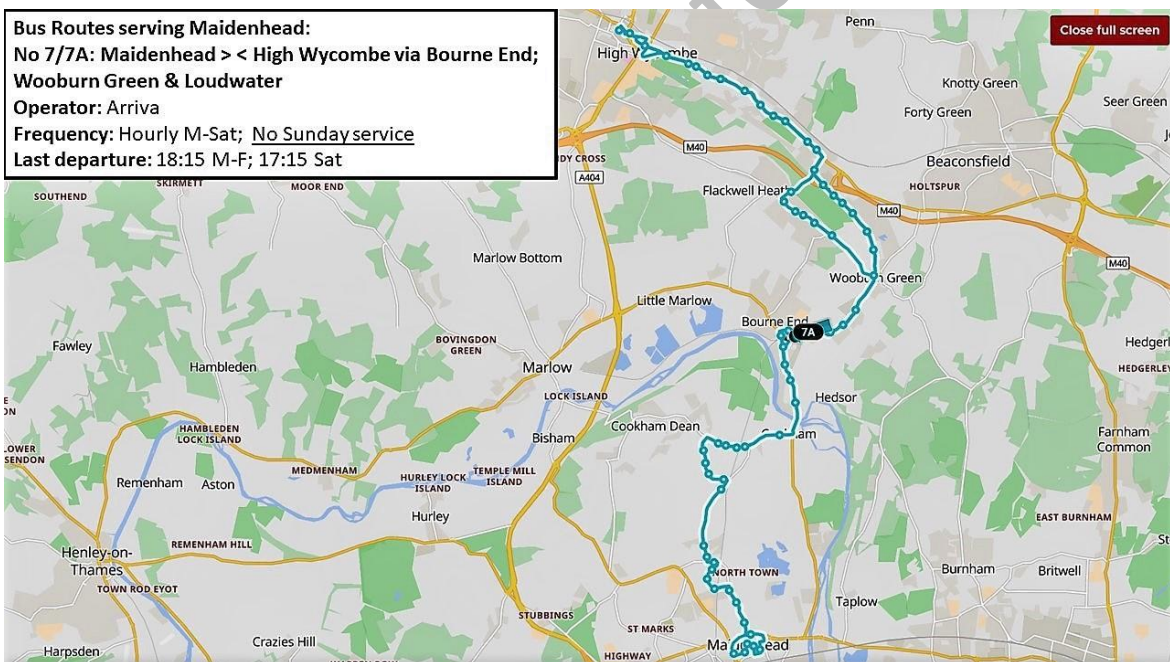 Bus Routes serving Maidenhead:
No 7/7A: Maidenhead > < High Wycombe via Bourne End;
Wooburn Green & Loudwater
Operator: Arriva
Frequency: Hourly M-Sat; No Sunday service
Last departure: 18:15 M-F; 17:15 Sat
Close full screen
Penn
High Wycombe
Knotty Green
Seer Green
Forty Green
M40
Beaconsfield
A404
SKIRMETT
MOOR END
SOUTHEND
Flackwell Heath
HOLTSPUR
M40
Marlow Bottom
M40
Wooburn Green
Little Marlow
Bourne End
7A
Fawley
BOVINGDON
GREEN
Hambleden
Marlow
HEDGERLEY
LOCK ISLAND
Hedsor
HAMBLEDEN
LOCK ISLAND
Cookham Dean
Bisham
Farnham
Common
MEDMENHAM
HURLEY LOCK
ISLAND
TEMPLE MILL
ISLAND
Remenham
Aston
Hurley
EAST BURNHAM
REMENHAM HILL
Henley-on-
Thames
NORTH TOWN
Burnham
Britwell
TOWN ROD EYOT
Taplow
STUBBINGS
ST MARKS
Crazies Hill
Maidenhead
Harpsden
HIGHWAY